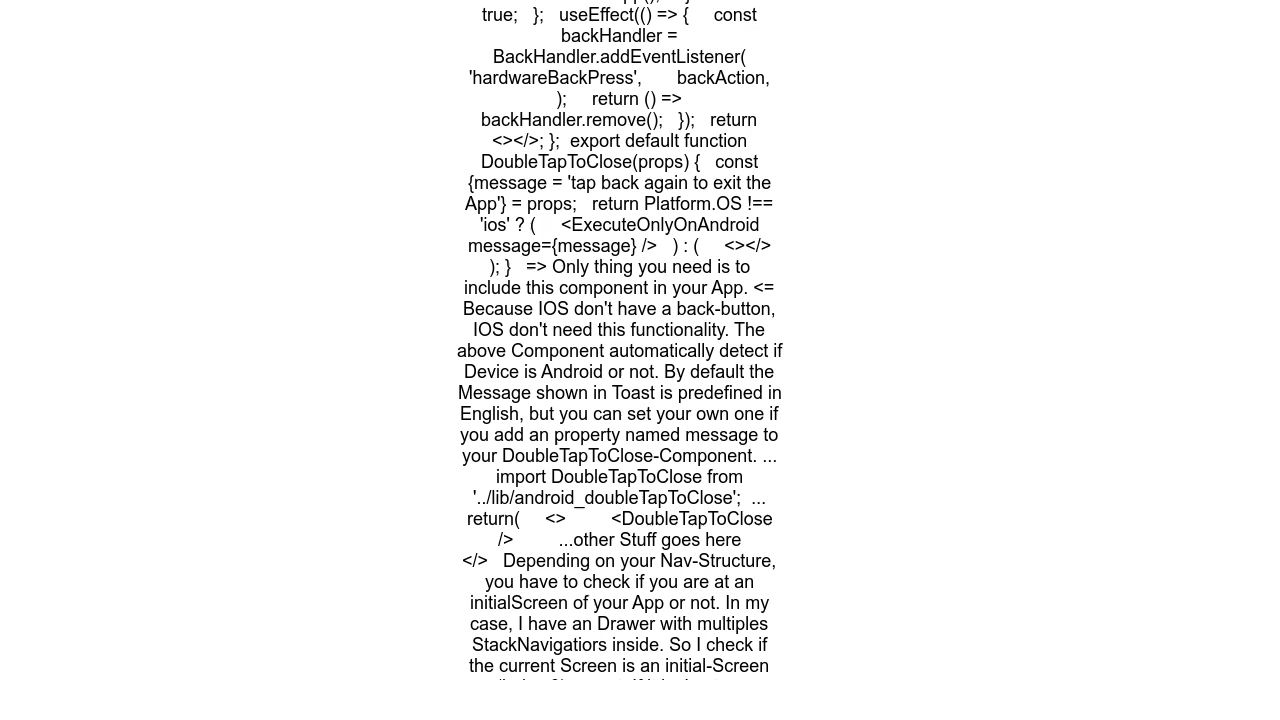 true;   };   useEffect(() => {     const
backHandler =
BackHandler.addEventListener(
'hardwareBackPress',       backAction,
);     return () =>
backHandler.remove();   });   return
<></>; };  export default function
DoubleTapToClose(props) {   const
{message = 'tap back again to exit the
App'} = props;   return Platform.OS !==
'ios' ? (     <ExecuteOnlyOnAndroid
message={message} />   ) : (     <></>
); }   => Only thing you need is to
include this component in your App. <=
Because IOS don't have a back-button,
IOS don't need this functionality. The
above Component automatically detect if
Device is Android or not. By default the
Message shown in Toast is predefined in
English, but you can set your own one if
you add an property named message to
your DoubleTapToClose-Component. ...
import DoubleTapToClose from
'../lib/android_doubleTapToClose';  ...
return(     <>         <DoubleTapToClose
/>         ...other Stuff goes here
</>   Depending on your Nav-Structure,
you have to check if you are at an
initialScreen of your App or not. In my
case, I have an Drawer with multiples
StackNavigatiors inside. So I check if
the current Screen is an initial-Screen